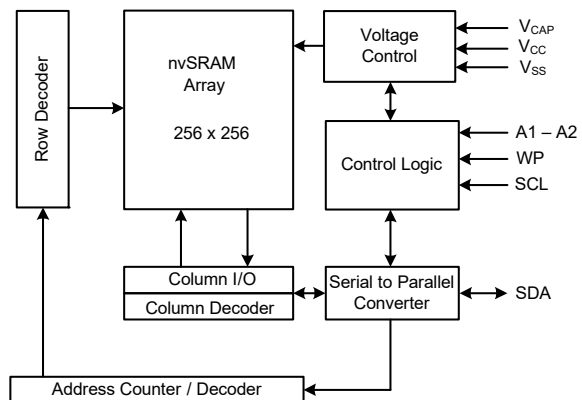 Row Decoder
nvSRAM
Array
256 x 256
Voltage
Control
VCAP
VCC
VSS
Control Logic
A1 – A2
WP
SCL
Column I/O
Column Decoder
Serial to Parallel
Converter
SDA
Address Counter / Decoder